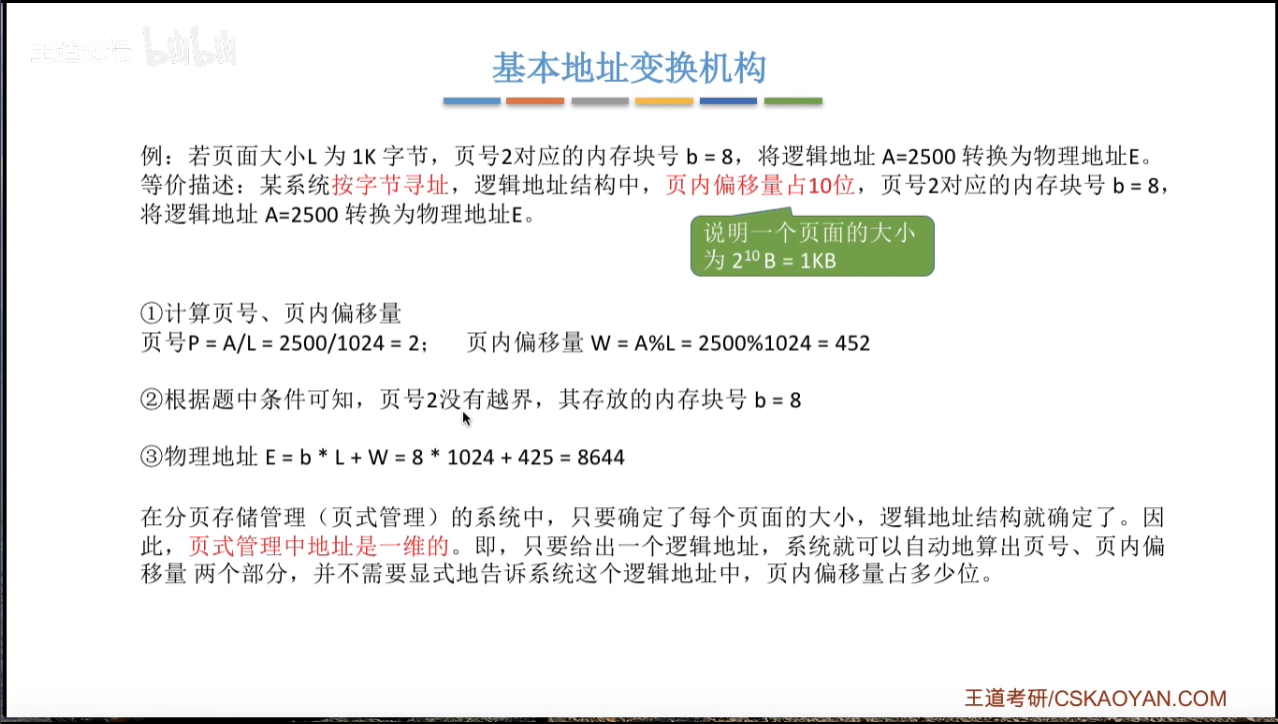 王道论坛 bilibili
基本地址变换机构
例：若页面大小L 为 1K 字节，页号2对应的内存块号 b = 8，将逻辑地址 A=2500 转换为物理地址E。
等价描述：某系统按字节寻址，逻辑地址结构中，页内偏移量占10位，页号2对应的内存块号 b = 8，
将逻辑地址 A=2500 转换为物理地址E。
说明一个页面的大小
为 2¹⁰ B = 1KB
①计算页号、页内偏移量
页号P = A/L = 2500/1024 = 2； 页内偏移量 W = A%L = 2500%1024 = 452
②根据题中条件可知，页号2没有越界，其存放的内存块号 b = 8
③物理地址 E = b * L + W = 8 * 1024 + 425 = 8644
在分页存储管理（页式管理）的系统中，只要确定了每个页面的大小，逻辑地址结构就确定了。因
此，页式管理中地址是一维的。即，只要给出一个逻辑地址，系统就可以自动地算出页号、页内偏
移量 两个部分，并不需要显式地告诉系统这个逻辑地址中，页内偏移量占多少位。
王道考研/CSKAOYAN.COM